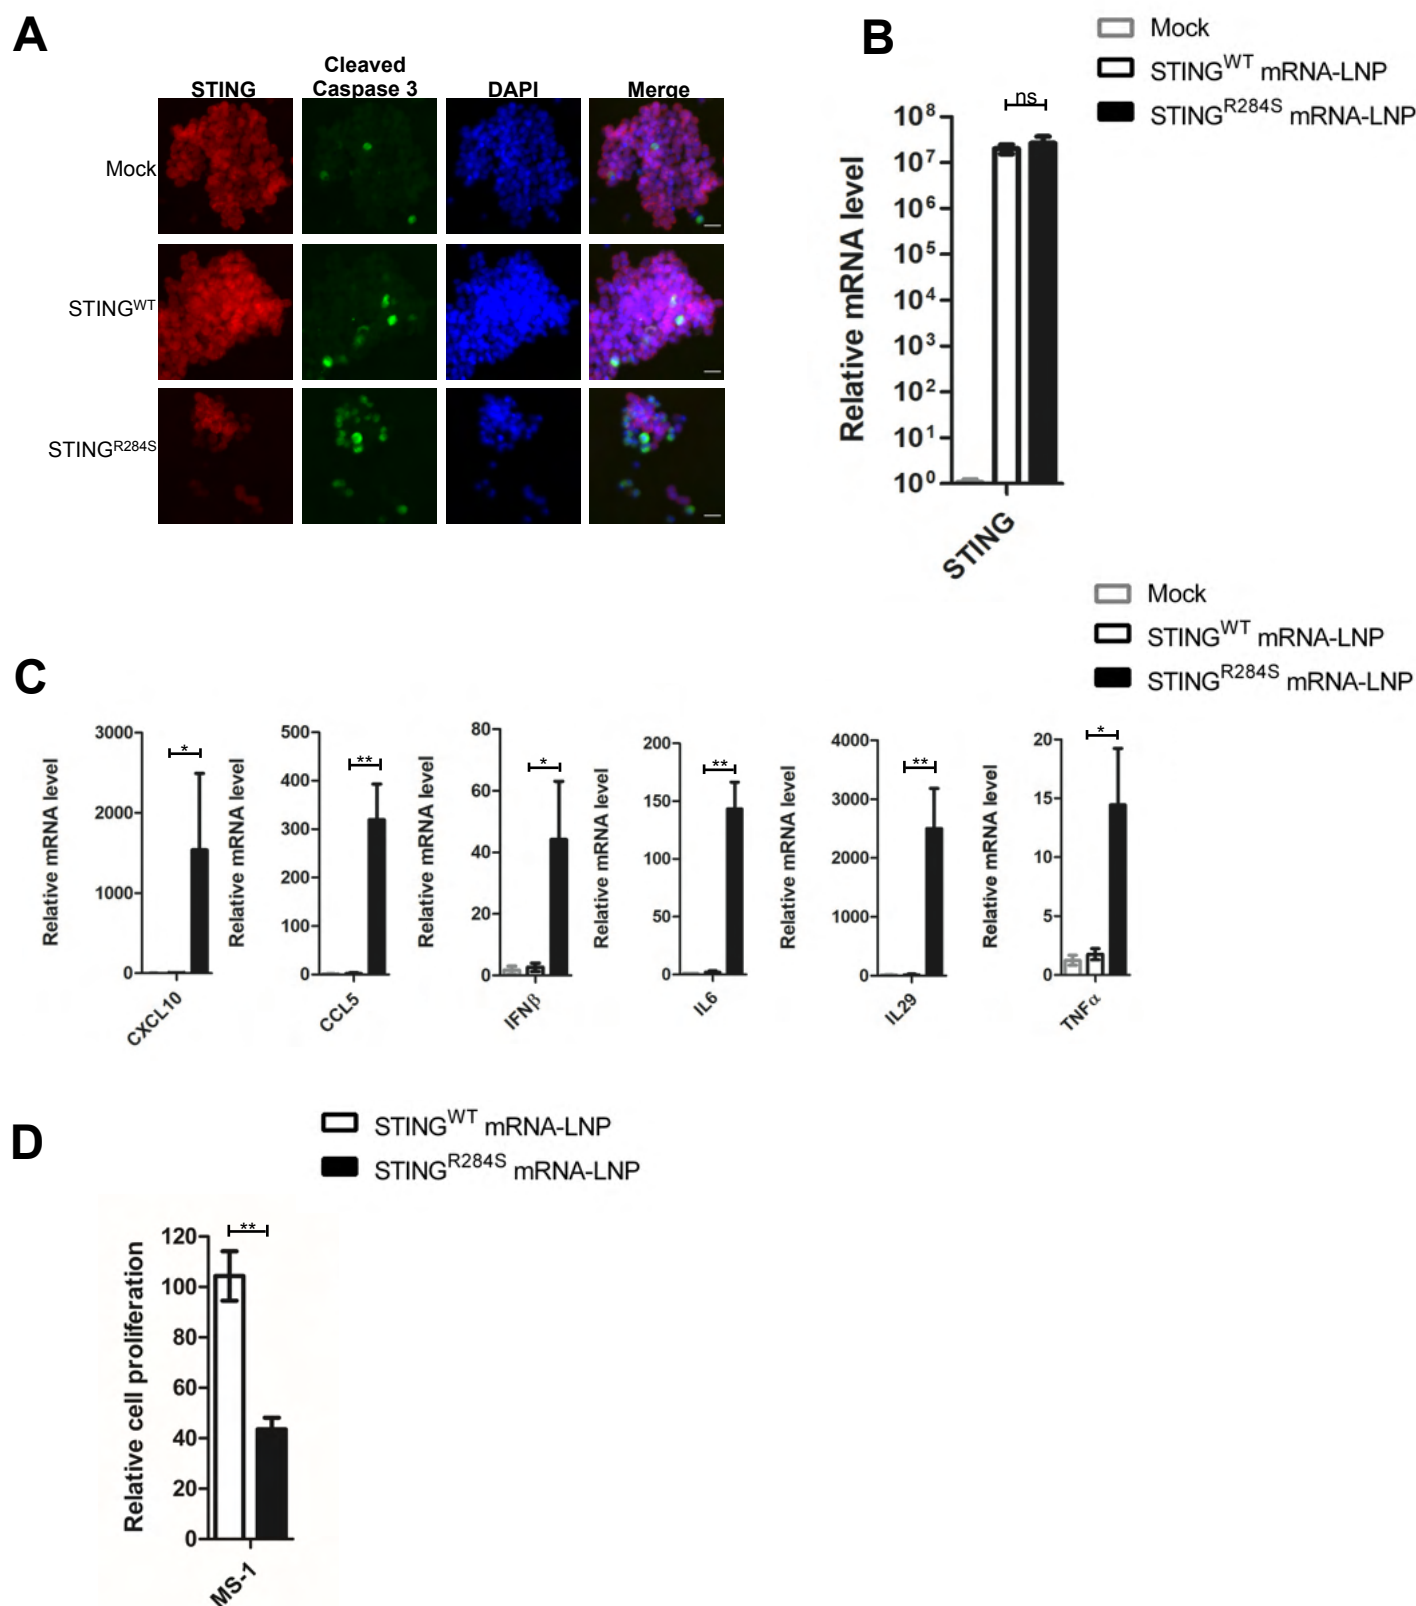 A
STING
Cleaved
Caspase 3
DAPI
Merge
Mock
STINGWT
STINGR284S
B
Mock
STINGWT mRNA-LNP
STINGR284S mRNA-LNP
ns
Relative mRNA level
10⁸
10⁷
10⁶
10⁵
10⁴
10³
10²
10¹
10⁰
STING
Mock
STINGWT mRNA-LNP
STINGR284S mRNA-LNP
C
Relative mRNA level
3000
2000
1000
0
*
CXCL10
Relative mRNA level
500
400
300
200
100
0
**
CCL5
Relative mRNA level
80
60
40
20
0
*
IFNβ
Relative mRNA level
200
150
100
50
0
**
IL6
Relative mRNA level
4000
3000
2000
1000
0
**
IL29
Relative mRNA level
20
15
10
5
0
*
TNFα
D
STINGWT mRNA-LNP
STINGR284S mRNA-LNP
Relative cell proliferation
120
100
80
60
40
20
0
**
MS-1